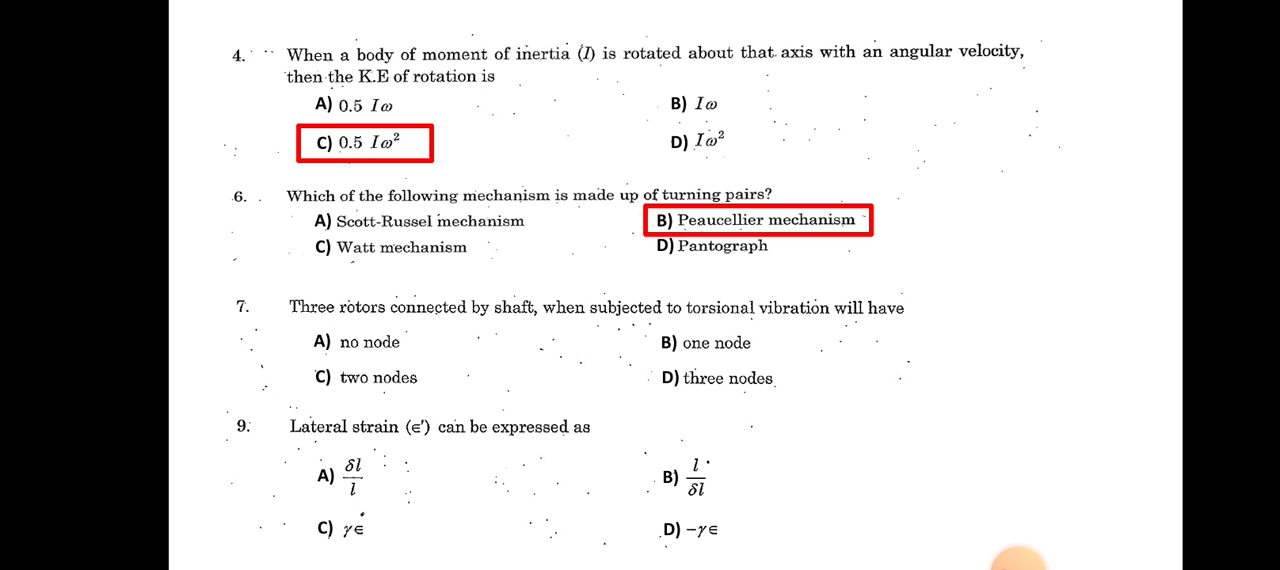 4. When a body of moment of inertia (I) is rotated about that axis with an angular velocity,
then the K.E of rotation is
A) 0.5 Iω B) Iω
C) 0.5 Iω² D) Iω²
6. Which of the following mechanism is made up of turning pairs?
A) Scott-Russel mechanism B) Peaucellier mechanism
C) Watt mechanism D) Pantograph
7. Three rotors connected by shaft, when subjected to torsional vibration will have
A) no node B) one node
C) two nodes D) three nodes
9. Lateral strain (∈') can be expressed as
A) δl/l B) l/δl
C) γ∈ D) −γ∈